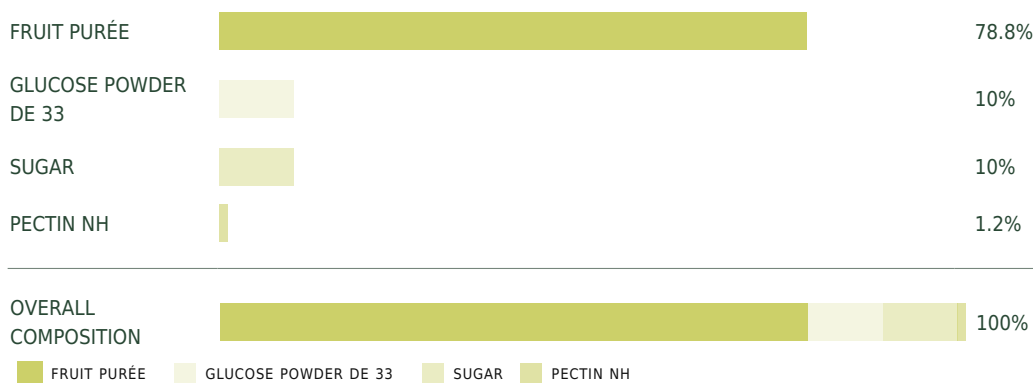 FRUIT PURÉE 78.8%
GLUCOSE POWDER
DE 33
10%
SUGAR 10%
PECTIN NH 1.2%
OVERALL
COMPOSITION
100%
FRUIT PURÉE GLUCOSE POWDER DE 33 SUGAR PECTIN NH